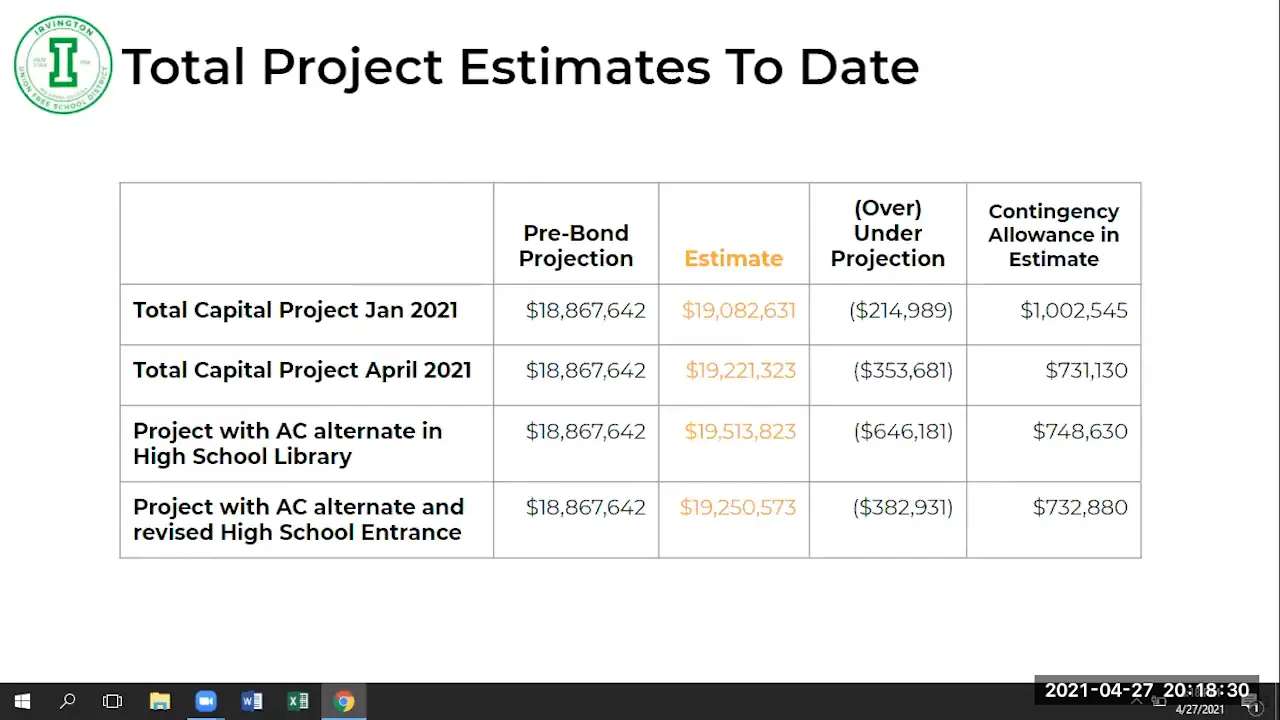 IRVINGTON
UNION FREE SCHOOL DISTRICT
I
Total Project Estimates To Date
Pre-Bond Projection
Estimate
(Over) Under Projection
Contingency Allowance in Estimate
Total Capital Project Jan 2021 $18,867,642 $19,082,631 ($214,989) $1,002,545
Total Capital Project April 2021 $18,867,642 $19,221,323 ($353,681) $731,130
Project with AC alternate in High School Library $18,867,642 $19,513,823 ($646,181) $748,630
Project with AC alternate and revised High School Entrance $18,867,642 $19,250,573 ($382,931) $732,880
2021-04-27 20:18:30
4/27/2021